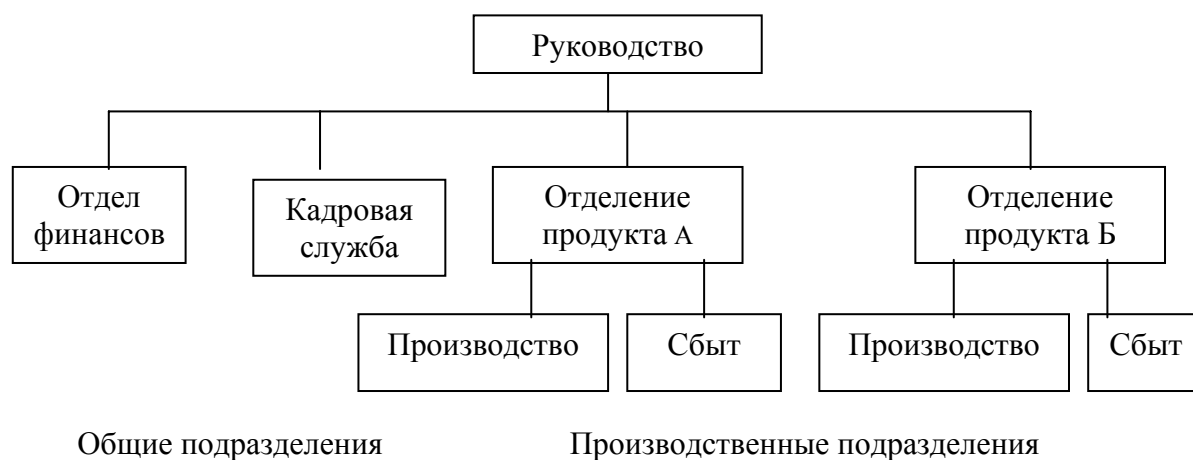 Руководство
Отдел
финансов
Кадровая
служба
Отделение
продукта А
Отделение
продукта Б
Производство
Сбыт
Производство
Сбыт
Общие подразделения
Производственные подразделения